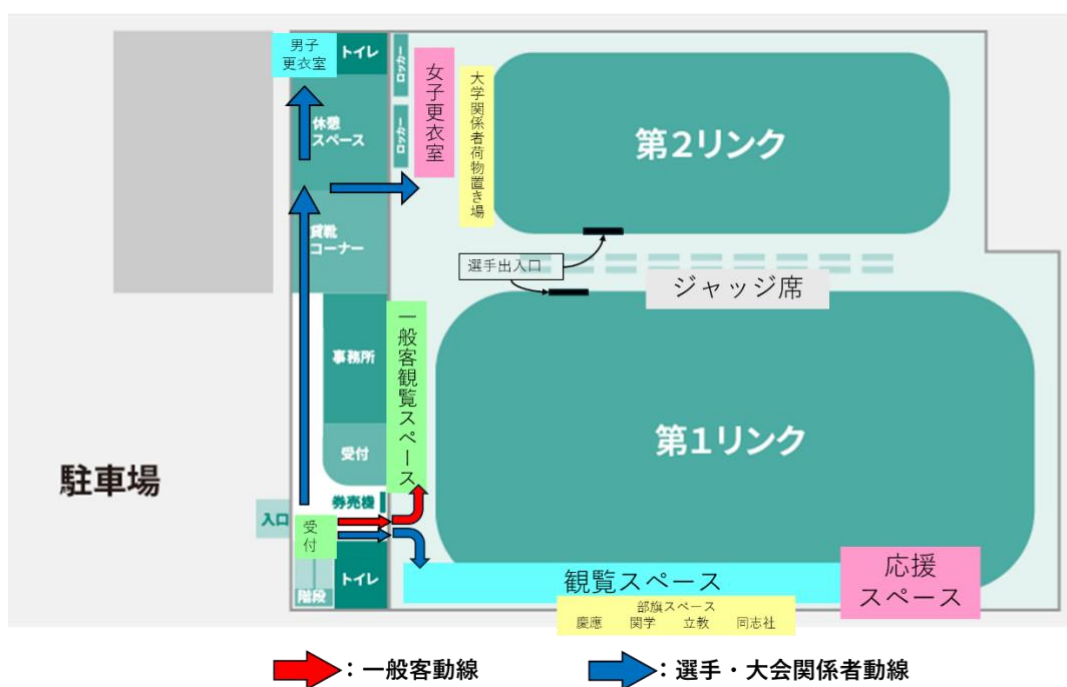 男子
更衣室
トイレ
ロッカー
ロッカー
女子更衣室
大学関係者荷物置き場
第2リンク
休憩
スペース
貸靴
コーナー
選手出入口
ジャッジ席
一般客観覧スペース
事務所
受付
第1リンク
駐車場
券売機
入口
受
付
トイレ
階段
観覧スペース
応援
スペース
部旗スペース
慶應 関学 立教 同志社
：一般客動線
：選手・大会関係者動線